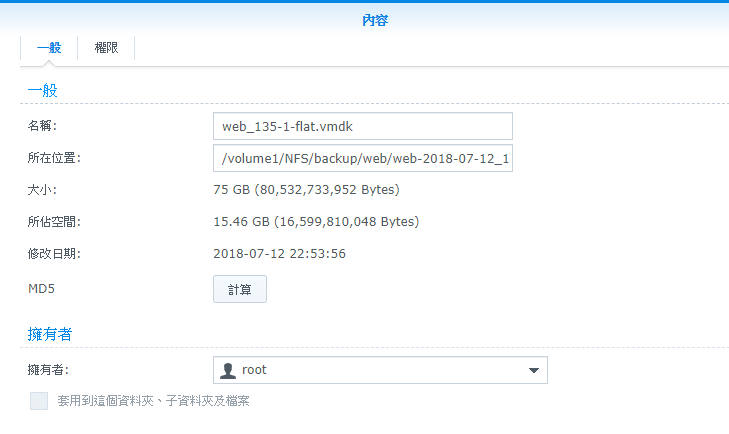 內容
一般 權限
一般
名稱: web_135-1-flat.vmdk
所在位置: /volume1/NFS/backup/web/web-2018-07-12_1
大小: 75 GB (80,532,733,952 Bytes)
所佔空間: 15.46 GB (16,599,810,048 Bytes)
修改日期: 2018-07-12 22:53:56
MD5 計算
擁有者
擁有者: root
套用到這個資料夾、子資料夾及檔案